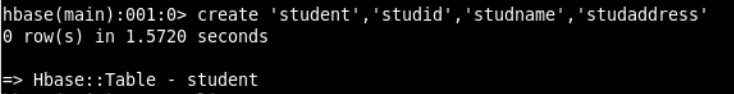 hbase(main):001:0> create 'student','studid','studname','studaddress'
0 row(s) in 1.5720 seconds
=> Hbase::Table - student